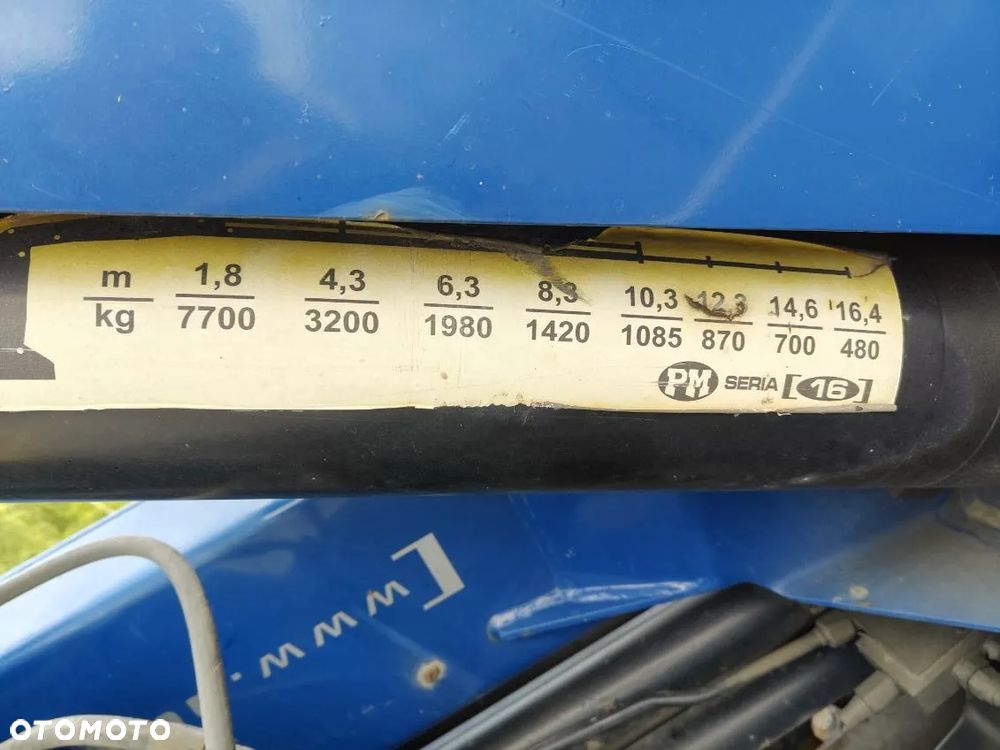 m 1,8 4,3 6,3 8,3 10,3 12,3 14,6 16,4
kg 7700 3200 1980 1420 1085 870 700 480
PM SERIA [16]
[www.
OTOMOTO